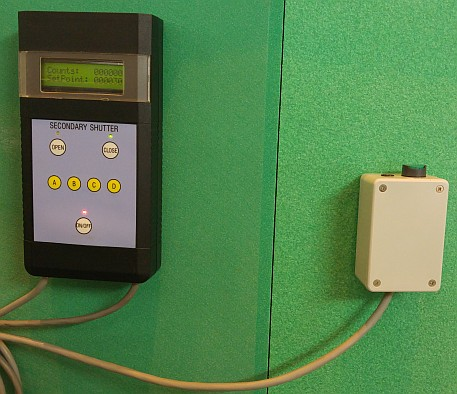 Counts: 000000
SetPoint: 000070
SECONDARY SHUTTER
OPEN
CLOSE
A B C D
ON/OFF